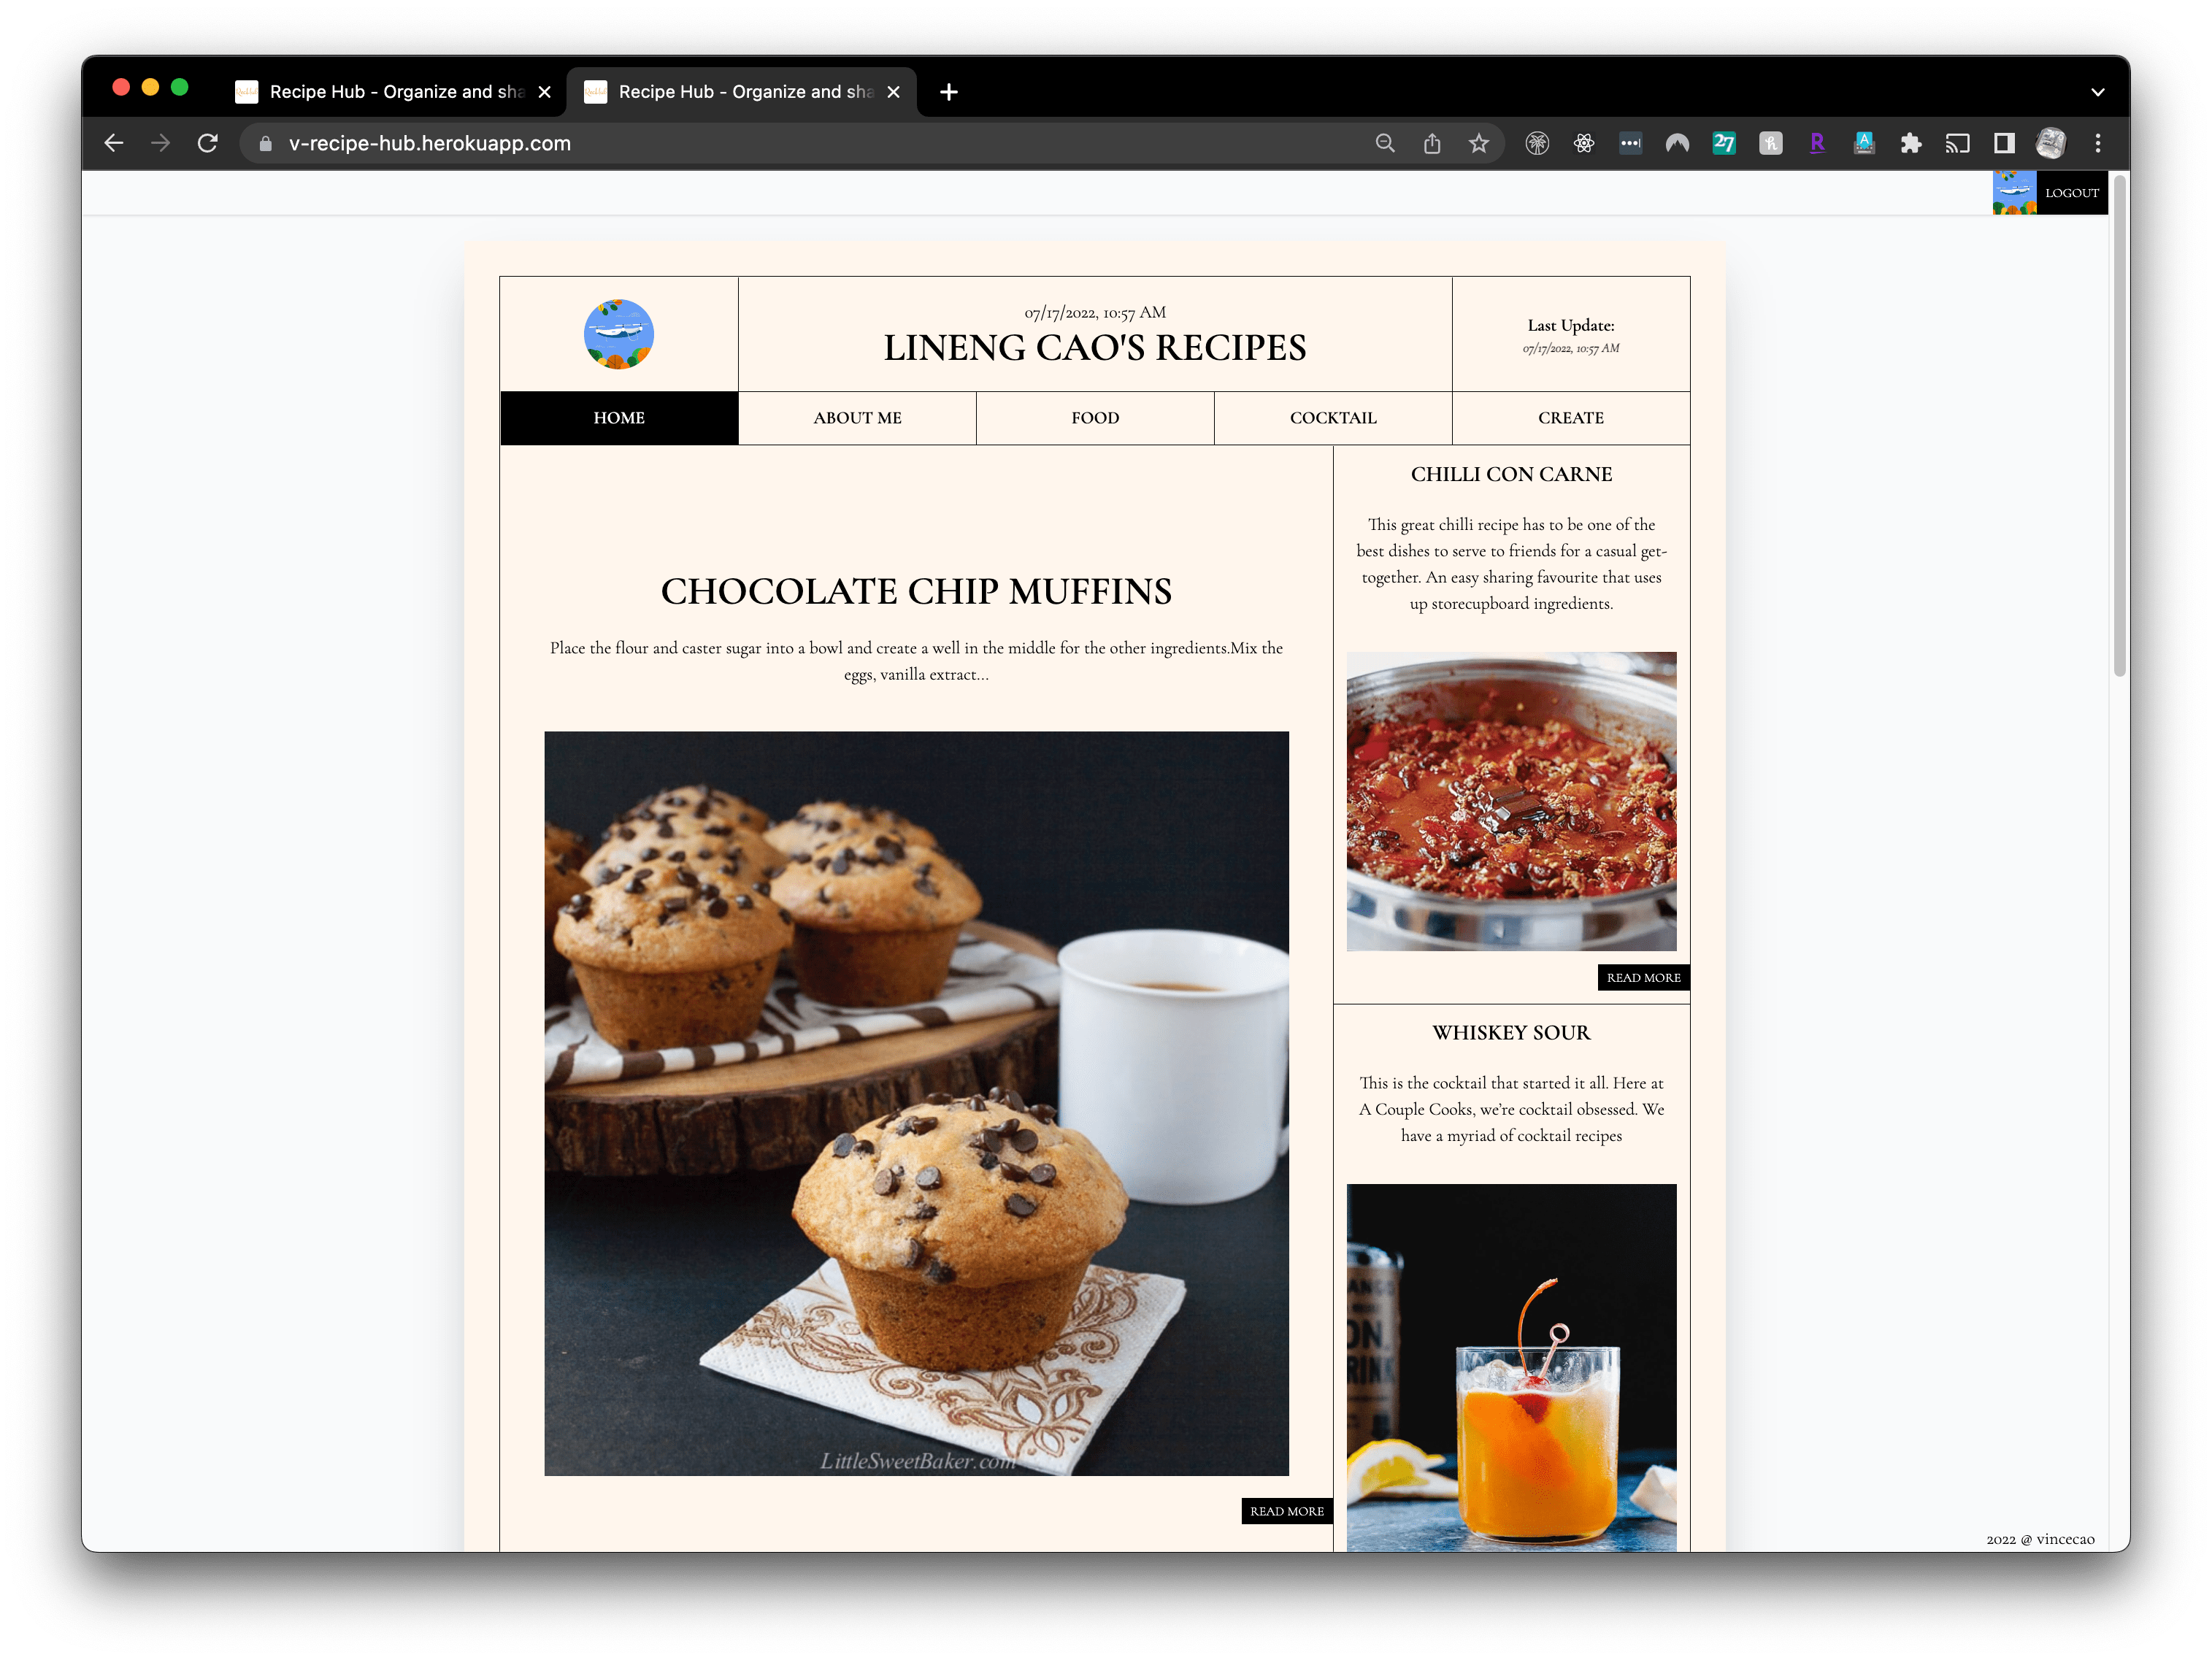 Recipe Hub - Organize and sha
Recipe Hub - Organize and sha
v-recipe-hub.herokuapp.com
27
R
A
LOGOUT
07/17/2022, 10:57 AM
LINENG CAO'S RECIPES
Last Update:
07/17/2022, 10:57 AM
HOME
ABOUT ME
FOOD
COCKTAIL
CREATE
CHOCOLATE CHIP MUFFINS
Place the flour and caster sugar into a bowl and create a well in the middle for the other ingredients.Mix the
eggs, vanilla extract...
LittleSweetBaker.com
READ MORE
CHILLI CON CARNE
This great chilli recipe has to be one of the
best dishes to serve to friends for a casual get-
together. An easy sharing favourite that uses
up storecupboard ingredients.
READ MORE
WHISKEY SOUR
This is the cocktail that started it all. Here at
A Couple Cooks, we're cocktail obsessed. We
have a myriad of cocktail recipes
2022 @ vincecao